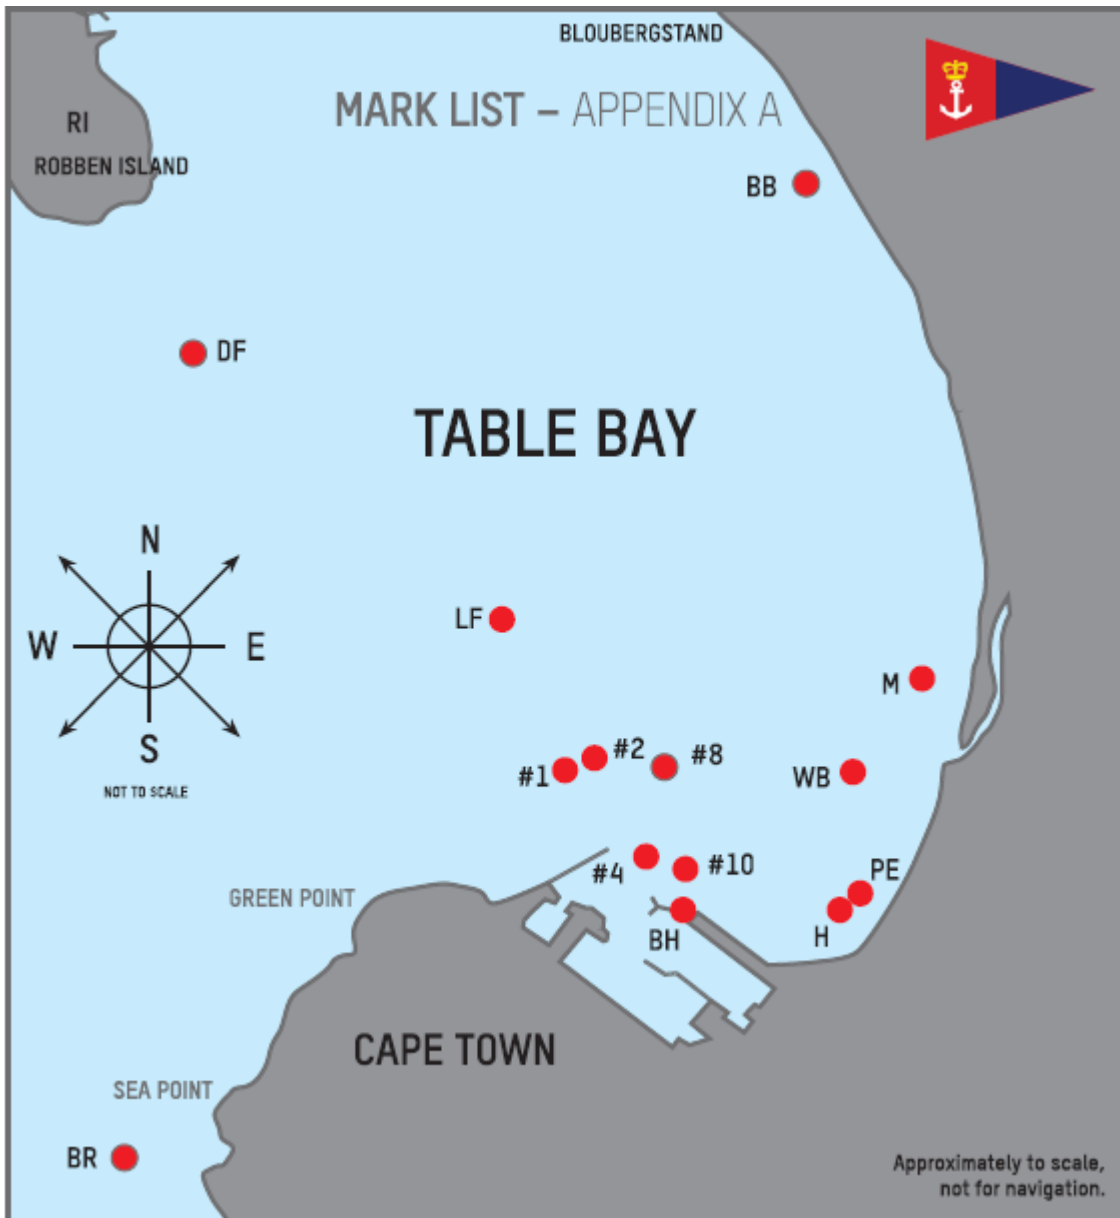 BLOUBERGSTAND
MARK LIST – APPENDIX A
RI
ROBBEN ISLAND
BB
DF
TABLE BAY
N
W
E
S
NOT TO SCALE
LF
M
#2
#8
#1
WB
#4
#10
PE
GREEN POINT
BH
H
CAPE TOWN
SEA POINT
BR
Approximately to scale,
not for navigation.